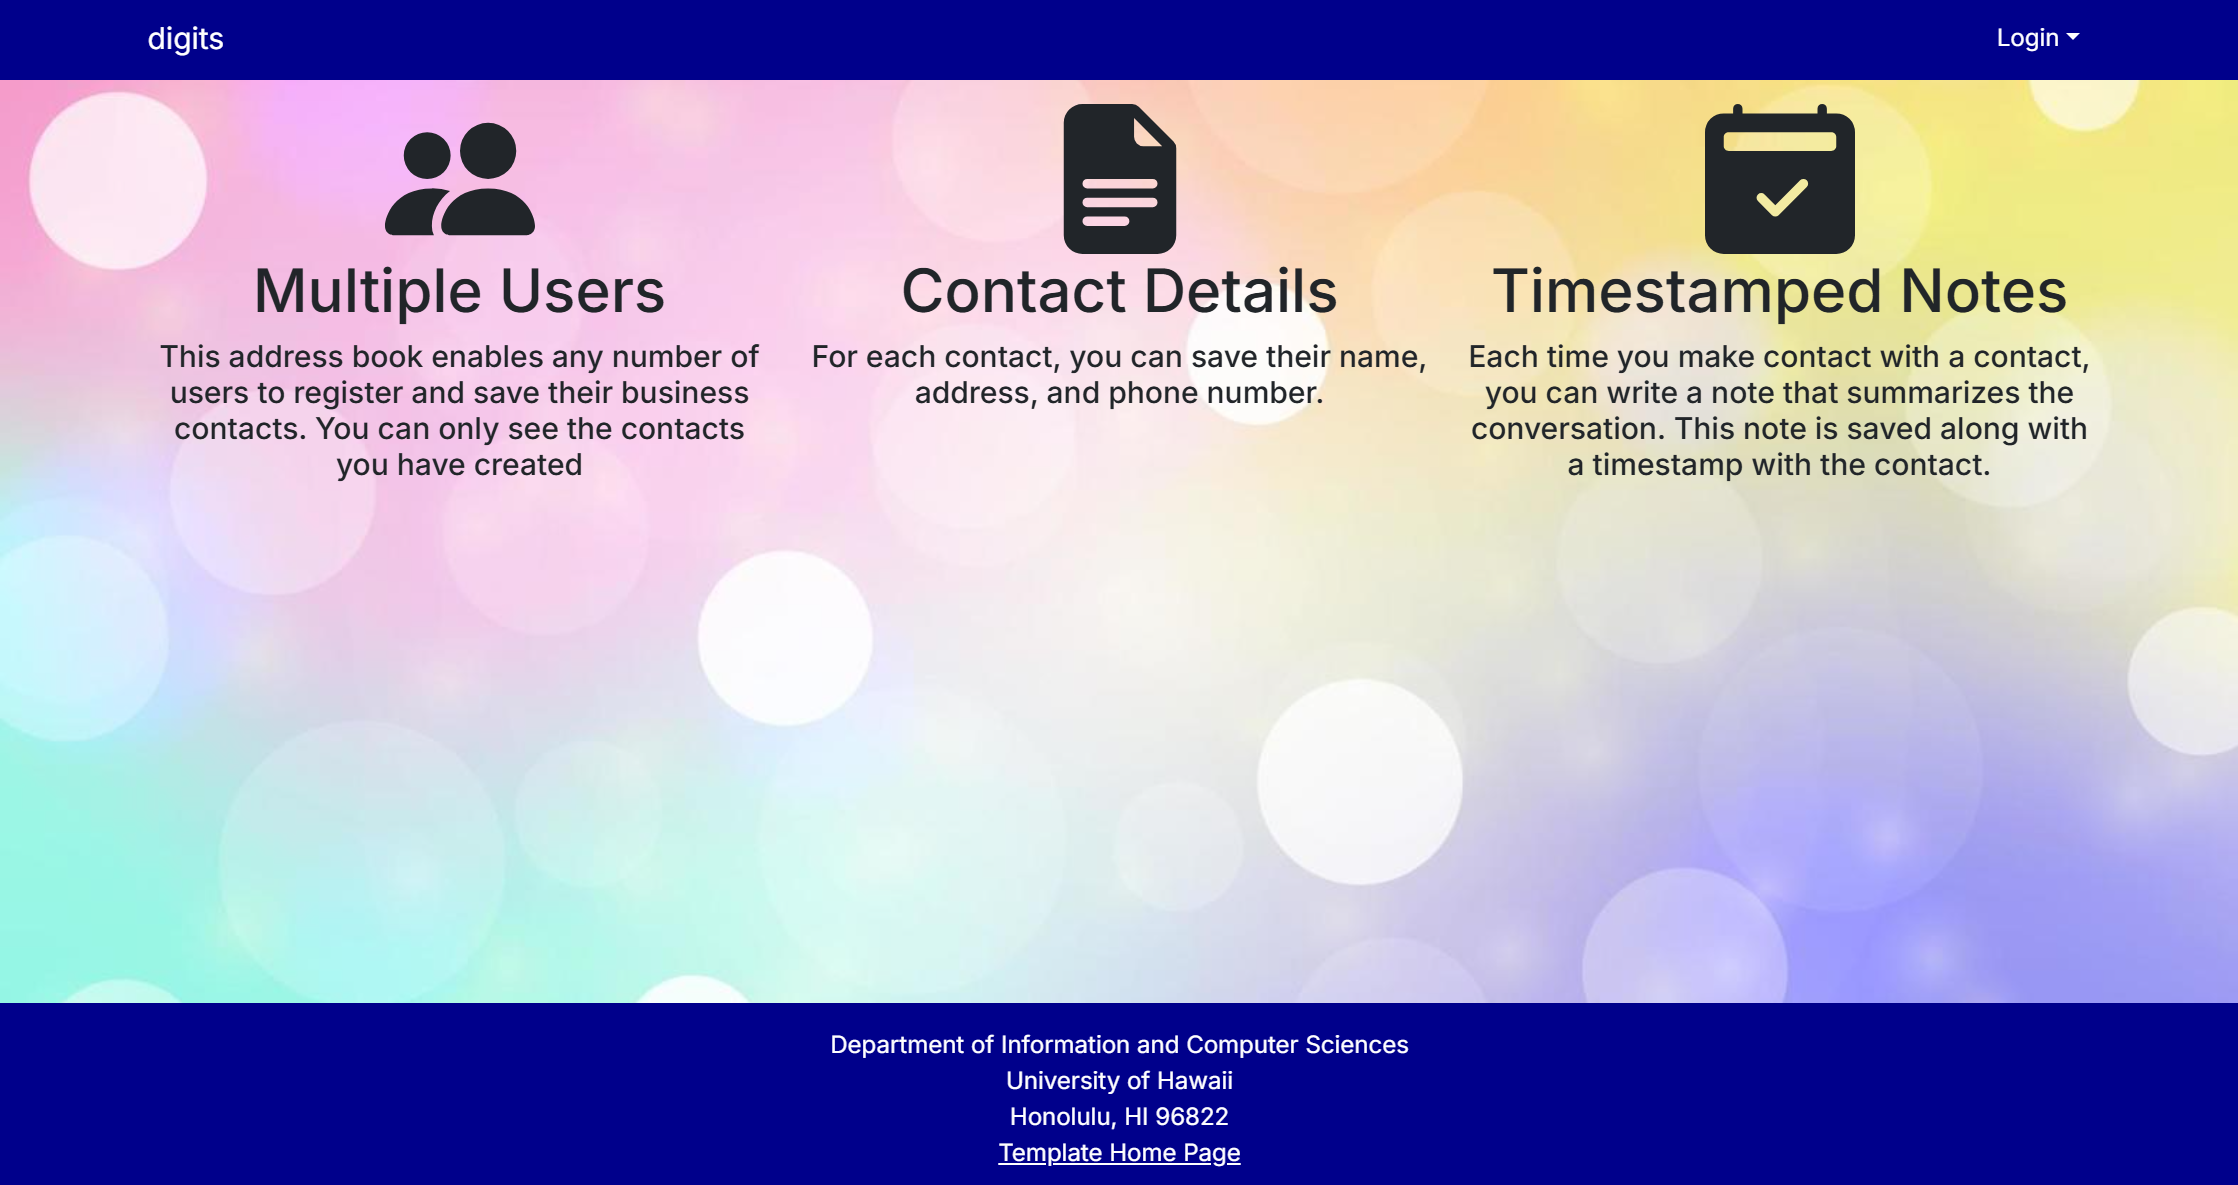 digits
Login
Multiple Users
This address book enables any number of
users to register and save their business
contacts. You can only see the contacts
you have created
Contact Details
For each contact, you can save their name,
address, and phone number.
Timestamped Notes
Each time you make contact with a contact,
you can write a note that summarizes the
conversation. This note is saved along with
a timestamp with the contact.
Department of Information and Computer Sciences
University of Hawaii
Honolulu, HI 96822
Template Home Page